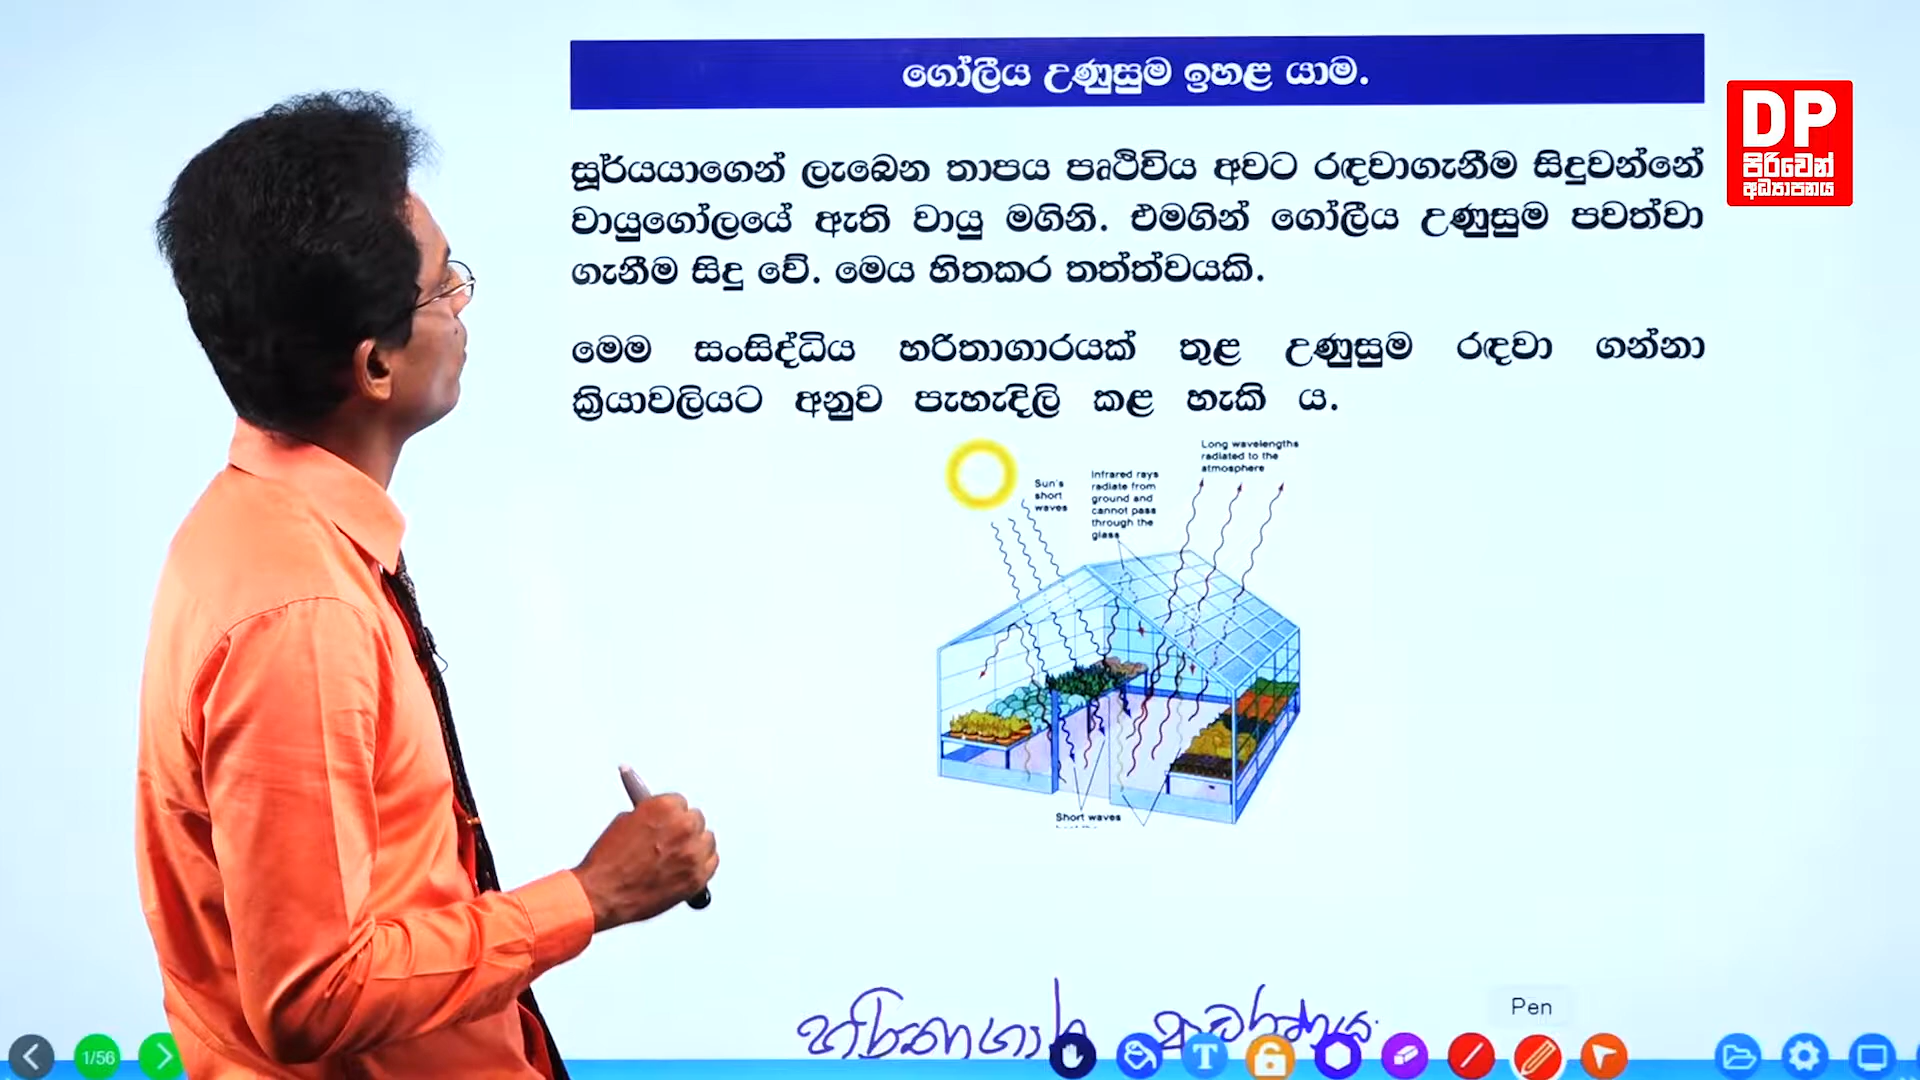 ගෝලීය උණුසුම ඉහළ යාම.
DP
පිරිවෙන්
අධ්‍යාපනය
සූර්යයාගෙන් ලැබෙන තාපය පෘථිවිය අවට රඳවාගැනීම සිදුවන්නේ
වායුගෝලයේ ඇති වායු මගිනි. එමගින් ගෝලීය උණුසුම පවත්වා
ගැනීම සිදු වේ. මෙය හිතකර තත්ත්වයකි.
මෙම සංසිද්ධිය හරිතාගාරයක් තුළ උණුසුම රඳවා ගන්නා
ක්‍රියාවලියට අනුව පැහැදිලි කළ හැකි ය.
Sun's
short
waves
Infrared rays
radiate from
ground and
cannot pass
through the
glass
Long wavelengths
radiated to the
atmosphere
Short waves
Pen
1/56
T